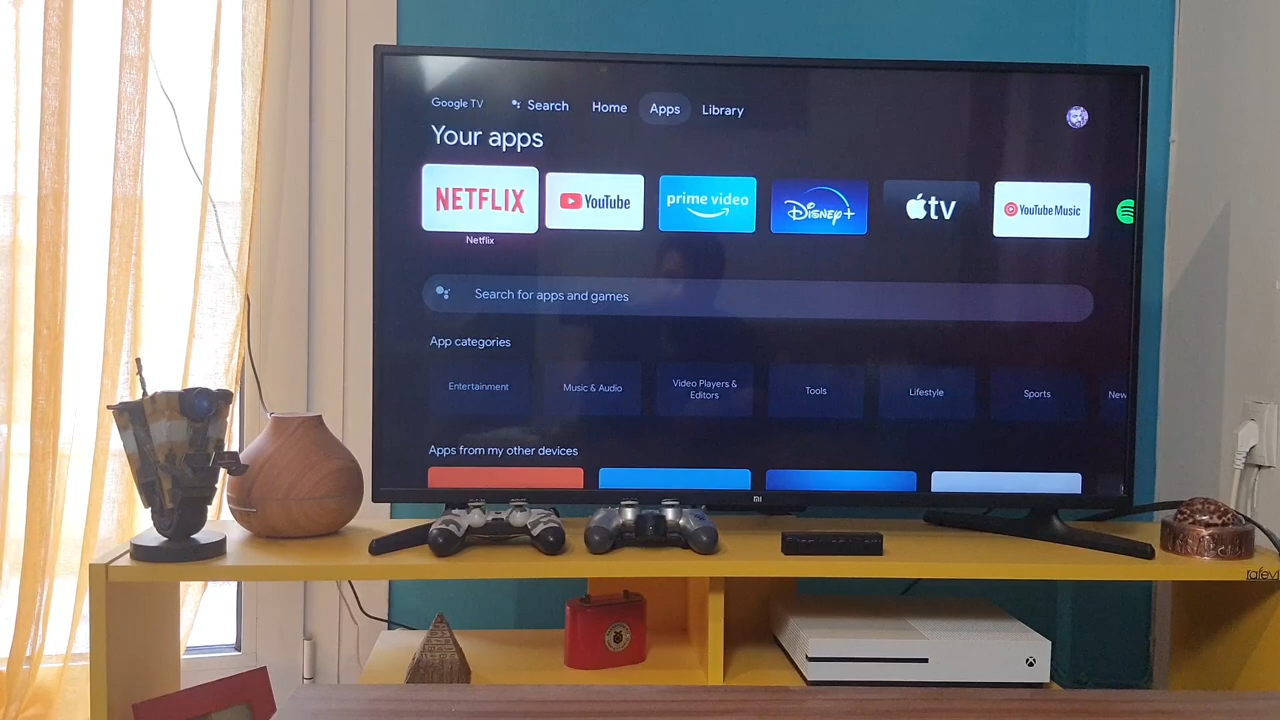 Google TV Search Home Apps Library
Your apps
NETFLIX YouTube prime video Disney+ tv YouTube Music
Netflix
Search for apps and games
App categories
Entertainment Music & Audio Video Players & Editors Tools Lifestyle Sports New
Apps from my other devices
mi